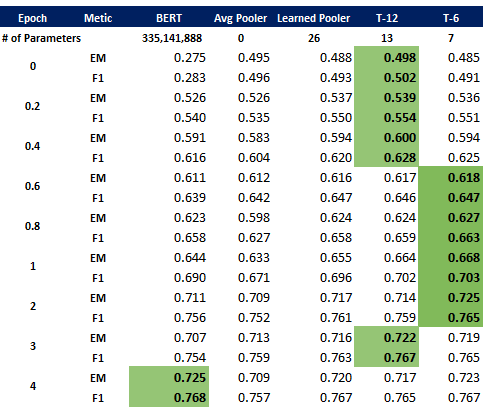 Epoch Metic BERT Avg Pooler Learned Pooler T-12 T-6
# of Parameters 335,141,888 0 26 13 7
0 EM 0.275 0.495 0.488 0.498 0.485
F1 0.283 0.496 0.493 0.502 0.491
0.2 EM 0.526 0.526 0.537 0.539 0.536
F1 0.540 0.535 0.550 0.554 0.551
0.4 EM 0.591 0.583 0.594 0.600 0.594
F1 0.616 0.604 0.620 0.628 0.625
0.6 EM 0.611 0.612 0.616 0.617 0.618
F1 0.639 0.642 0.647 0.646 0.647
0.8 EM 0.623 0.598 0.624 0.624 0.627
F1 0.658 0.627 0.658 0.659 0.663
1 EM 0.644 0.633 0.655 0.664 0.668
F1 0.690 0.671 0.696 0.702 0.703
2 EM 0.711 0.709 0.717 0.714 0.725
F1 0.756 0.752 0.761 0.759 0.765
3 EM 0.707 0.713 0.716 0.722 0.719
F1 0.754 0.759 0.763 0.767 0.765
4 EM 0.725 0.709 0.720 0.717 0.723
F1 0.768 0.757 0.767 0.765 0.767